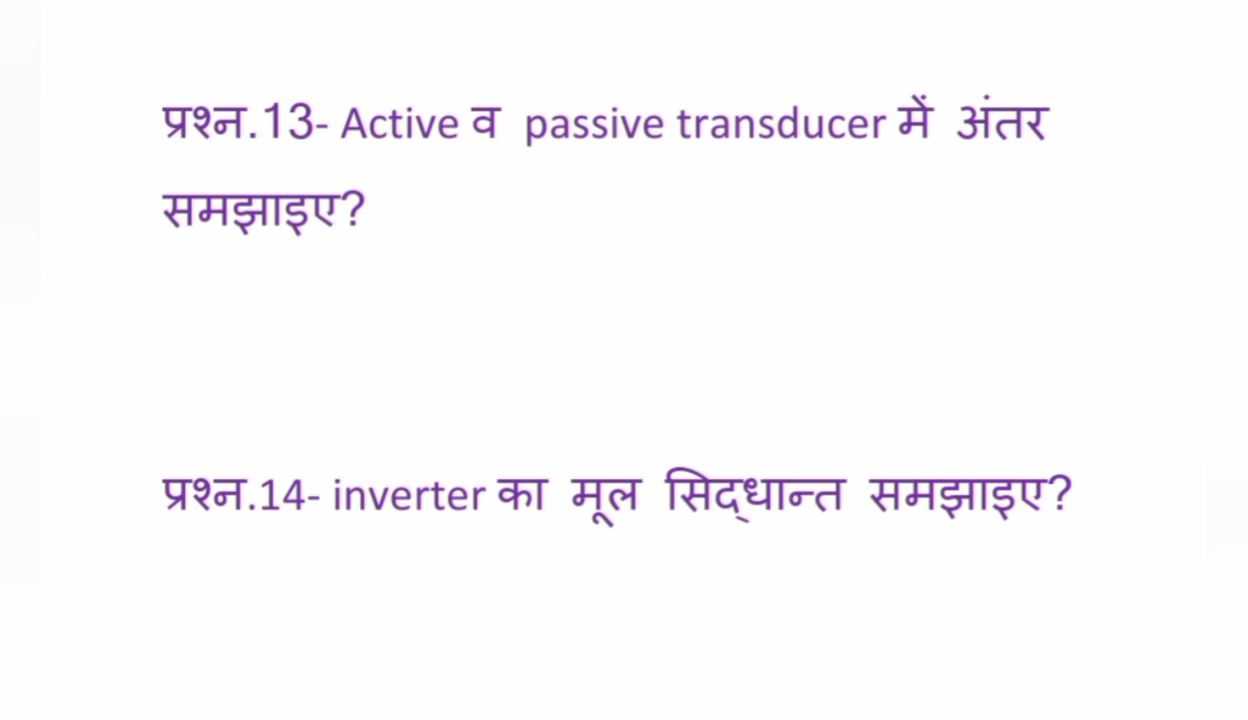 प्रश्न.13- Active व passive transducer में अंतर
समझाइए?
प्रश्न.14- inverter का मूल सिद्धान्त समझाइए?